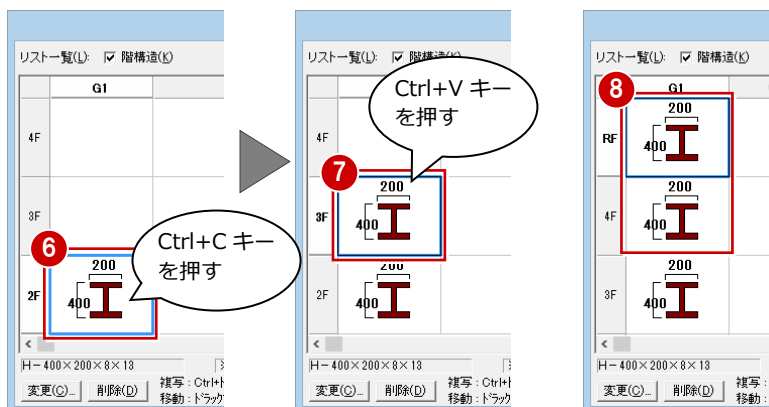 リスト一覧(L): 階構造(K)
G1
4F
3F
6
Ctrl+C キー
を押す
2F
200
400
<
H-400×200×8×13
変更(C)... 削除(D)
複写 : Ctrl+ド
移動 : ドラッグ
リスト一覧(L): 階構造(K)
Ctrl+V キー
を押す
4F
7
3F
200
400
2F
200
400
<
H-400×200×8×13
変更(C)... 削除(D)
複写 : Ctrl+ド
移動 : ドラッグ
リスト一覧(L): 階構造(K)
8
G1
RF
200
400
4F
200
400
3F
200
400
<
H-400×200×8×13
変更(C)... 削除(D)
複写 :
移動 :